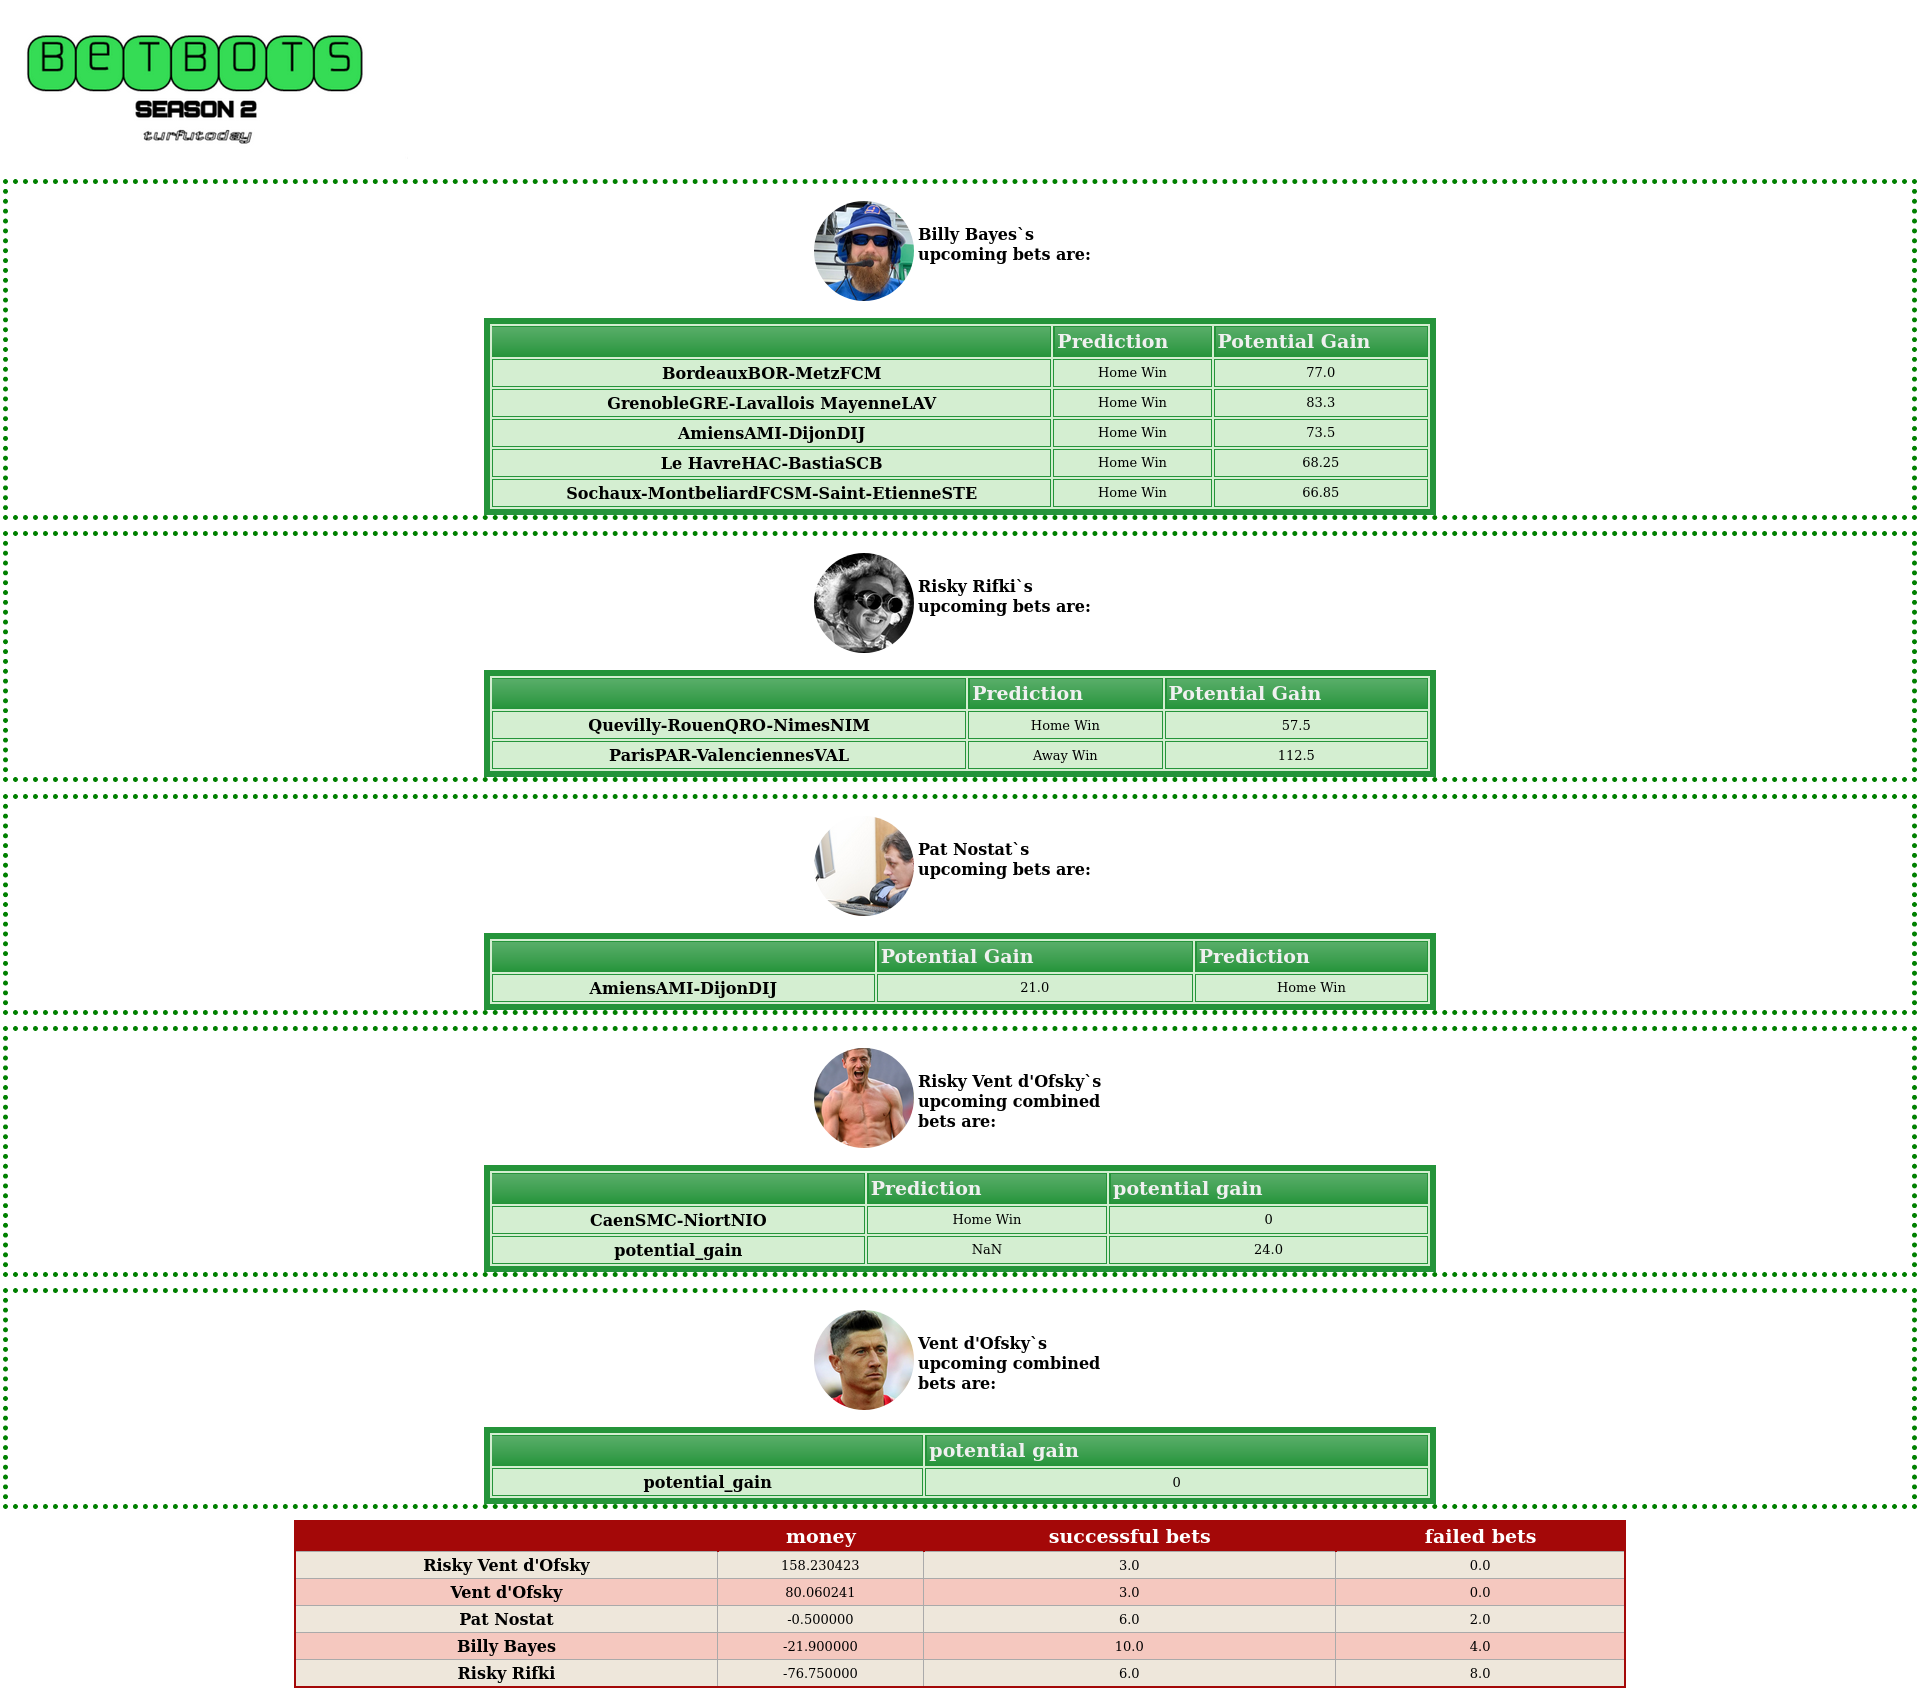 BeTBOTS
SEASON 2
turfutoday
Billy Bayes`s
upcoming bets are:
Prediction Potential Gain
BordeauxBOR-MetzFCM Home Win 77.0
GrenobleGRE-Lavallois MayenneLAV Home Win 83.3
AmiensAMI-DijonDIJ Home Win 73.5
Le HavreHAC-BastiaSCB Home Win 68.25
Sochaux-MontbeliardFCSM-Saint-EtienneSTE Home Win 66.85
Risky Rifki`s
upcoming bets are:
Prediction Potential Gain
Quevilly-RouenQRO-NimesNIM Home Win 57.5
ParisPAR-ValenciennesVAL Away Win 112.5
Pat Nostat`s
upcoming bets are:
Potential Gain Prediction
AmiensAMI-DijonDIJ 21.0 Home Win
Risky Vent d'Ofsky`s
upcoming combined
bets are:
Prediction potential gain
CaenSMC-NiortNIO Home Win 0
potential_gain NaN 24.0
Vent d'Ofsky`s
upcoming combined
bets are:
potential gain
potential_gain 0
money successful bets failed bets
Risky Vent d'Ofsky 158.230423 3.0 0.0
Vent d'Ofsky 80.060241 3.0 0.0
Pat Nostat -0.500000 6.0 2.0
Billy Bayes -21.900000 10.0 4.0
Risky Rifki -76.750000 6.0 8.0